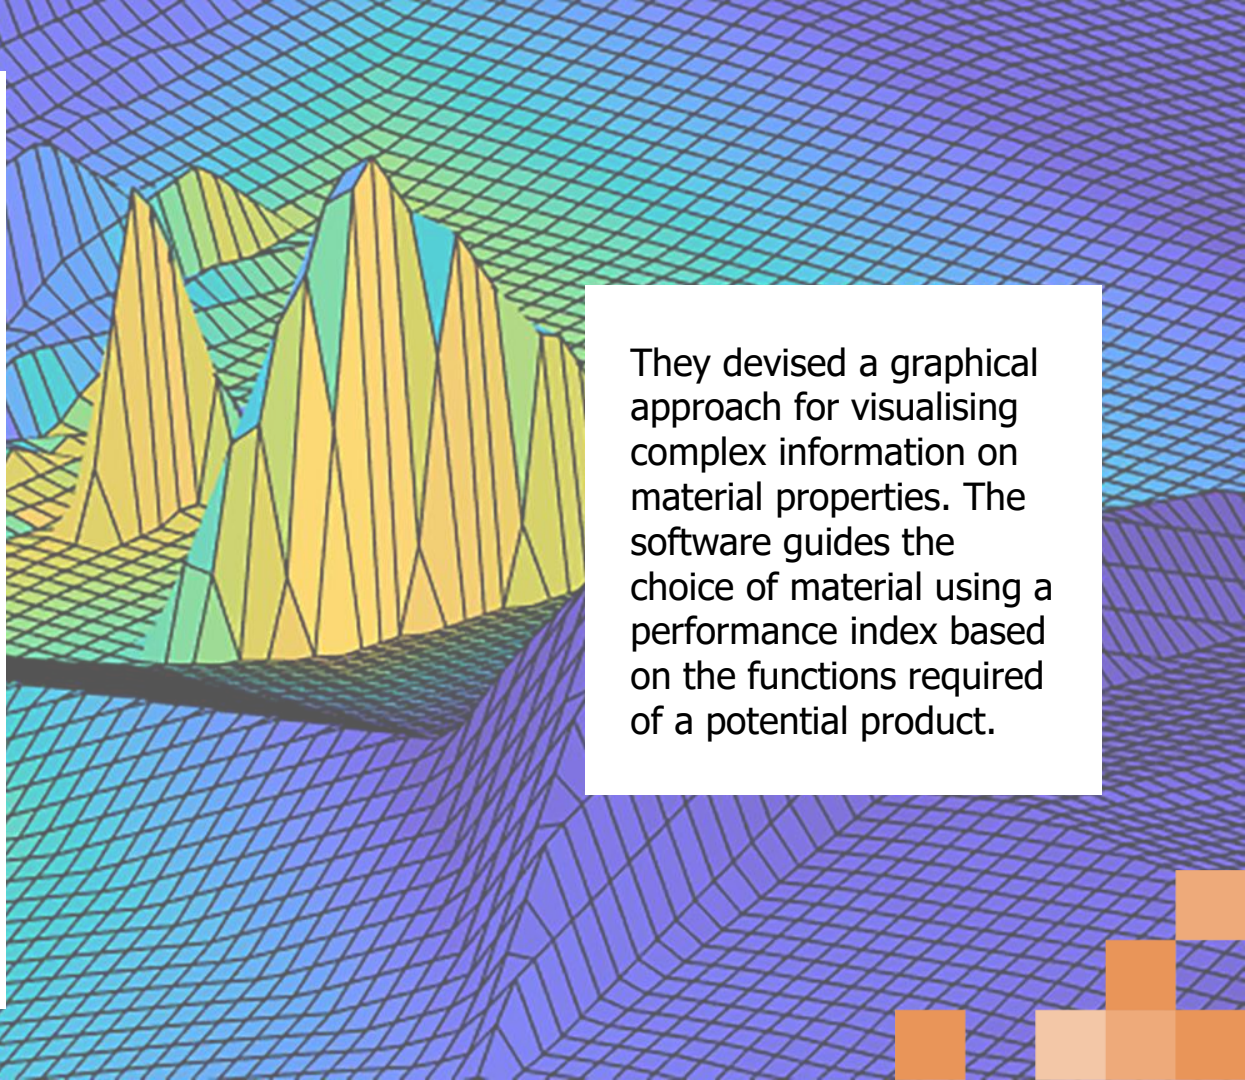 They devised a graphical
approach for visualising
complex information on
material properties. The
software guides the
choice of material using a
performance index based
on the functions required
of a potential product.